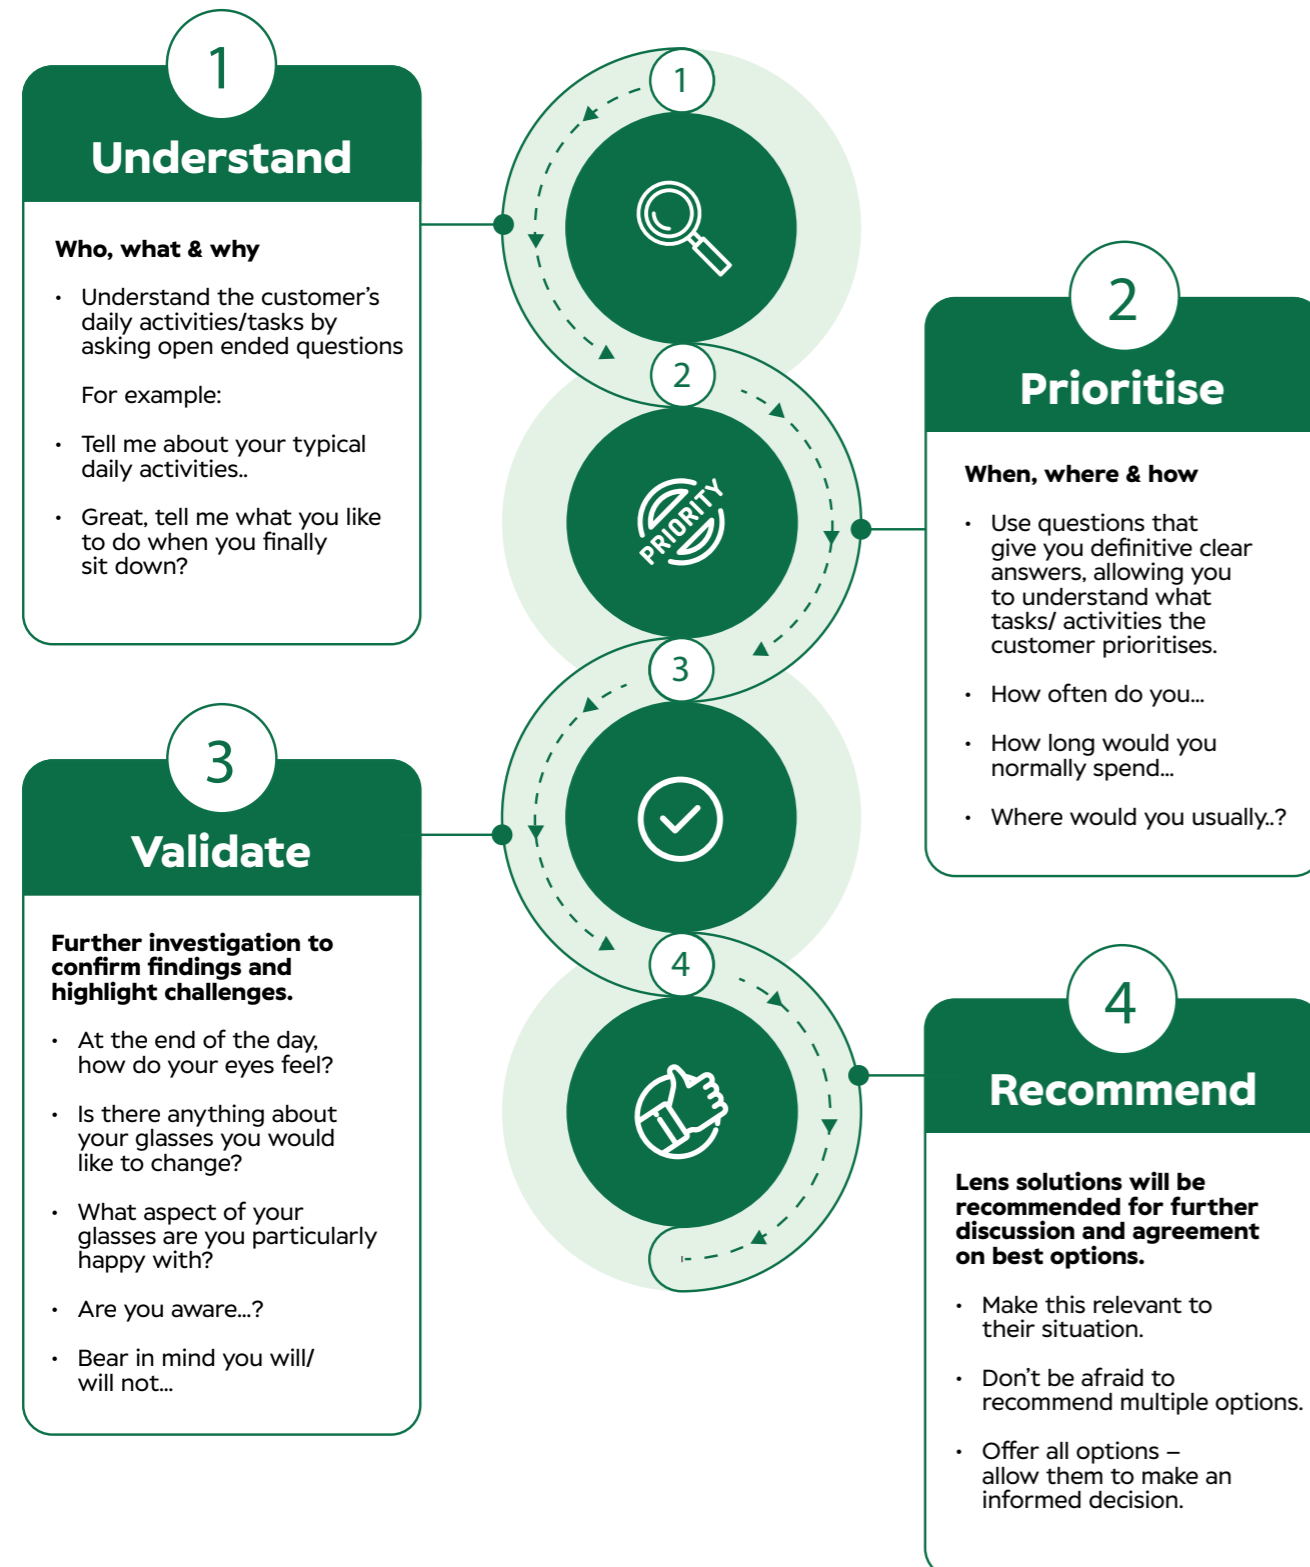 1
Understand
Who, what & why
• Understand the customer's
daily activities/tasks by
asking open ended questions
For example:
• Tell me about your typical
daily activities..
• Great, tell me what you like
to do when you finally
sit down?
1
2
PRIORITY
3
4
2
Prioritise
When, where & how
• Use questions that
give you definitive clear
answers, allowing you
to understand what
tasks/ activities the
customer prioritises.
• How often do you...
• How long would you
normally spend...
• Where would you usually..?
3
Validate
Further investigation to
confirm findings and
highlight challenges.
• At the end of the day,
how do your eyes feel?
• Is there anything about
your glasses you would
like to change?
• What aspect of your
glasses are you particularly
happy with?
• Are you aware...?
• Bear in mind you will/
will not...
4
Recommend
Lens solutions will be
recommended for further
discussion and agreement
on best options.
• Make this relevant to
their situation.
• Don't be afraid to
recommend multiple options.
• Offer all options –
allow them to make an
informed decision.